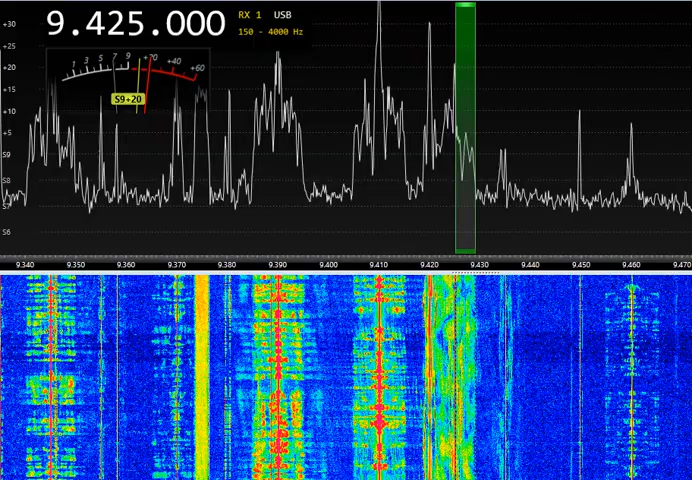 9.425.000
RX 1 USB
150 - 4000 Hz
1 3 5 7 9 +20 +40 +60
S9+20
+30
+25
+20
+15
+10
+5
S9
S8
S7
S6
9.340 9.350 9.360 9.370 9.380 9.390 9.400 9.410 9.420 9.430 9.440 9.450 9.460 9.470